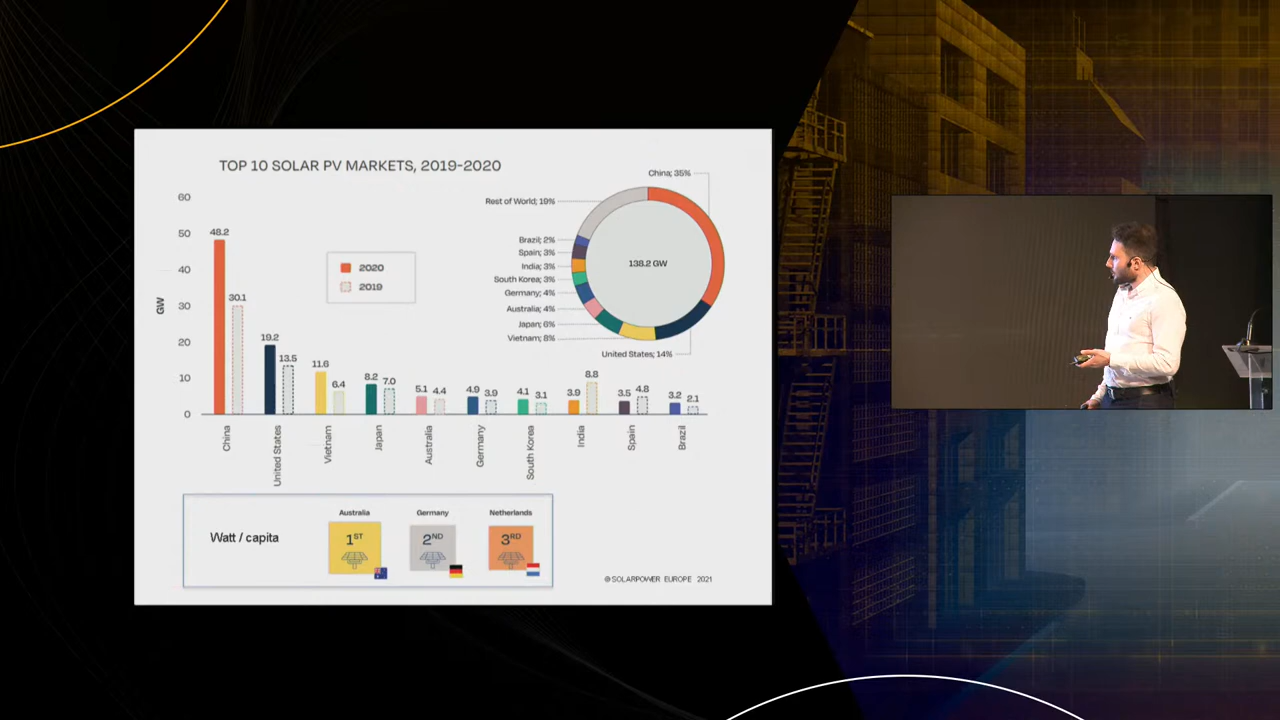 TOP 10 SOLAR PV MARKETS, 2019-2020
GW
60
50
40
30
20
10
0
48.2
30.1
19.2
13.5
11.6
6.4
8.2
7.0
5.1
4.4
4.9
3.9
4.1
3.1
3.9
8.8
3.5
4.8
3.2
2.1
China
United States
Vietnam
Japan
Australia
Germany
South Korea
India
Spain
Brazil
2020
2019
China; 35%
Rest of World; 19%
Brazil; 2%
Spain; 3%
India; 3%
South Korea; 3%
Germany; 4%
Australia; 4%
Japan; 6%
Vietnam; 8%
United States; 14%
138.2 GW
Watt / capita
Australia
1ST
Germany
2ND
Netherlands
3RD
© SOLARPOWER EUROPE 2021